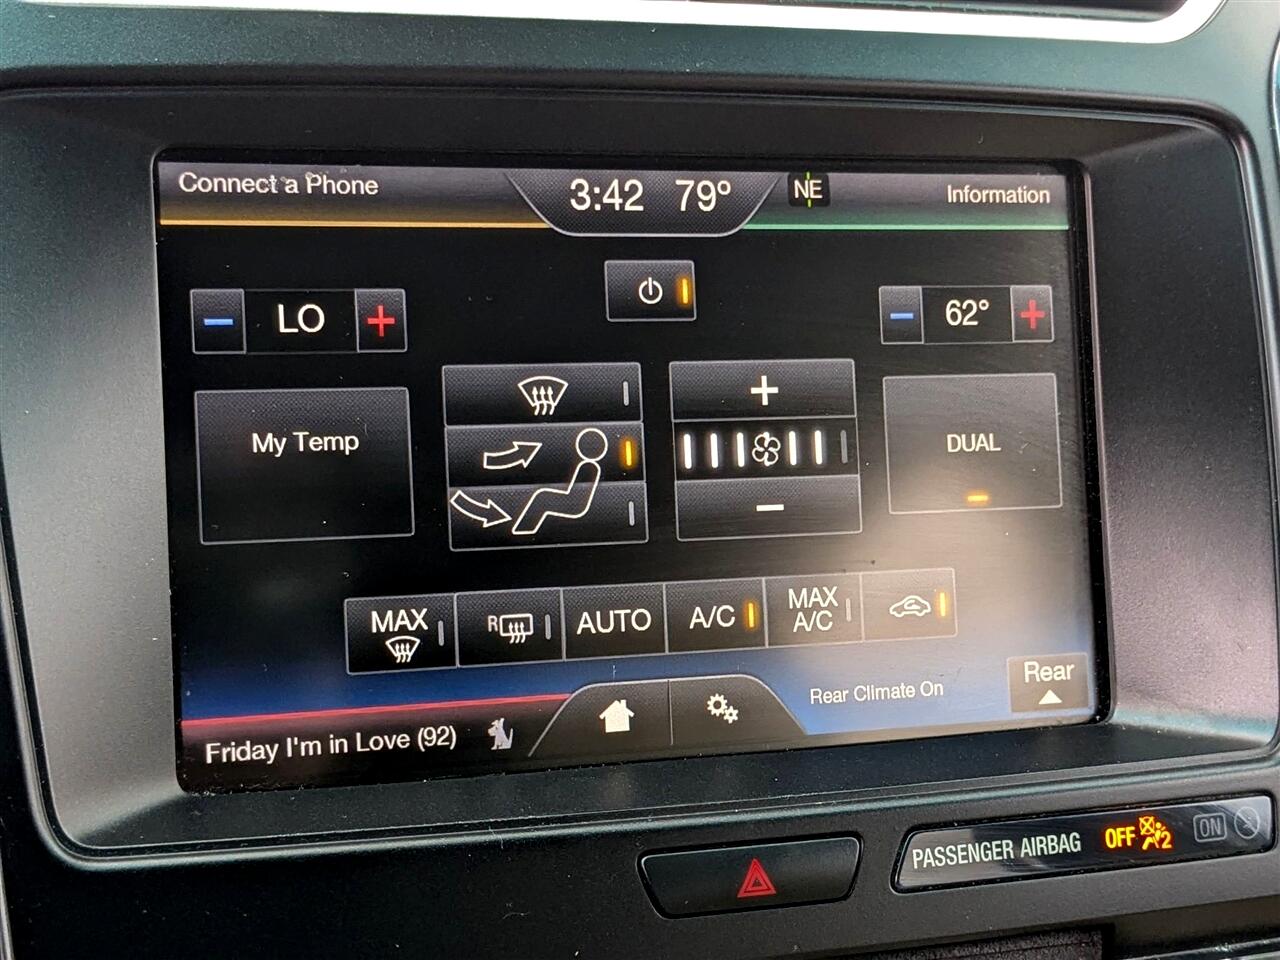 Connect a Phone
3:42 79°
NE
Information
LO
62°
My Temp
DUAL
MAX
R
AUTO
A/C
MAX
A/C
Rear Climate On
Rear
Friday I'm in Love (92)
PASSENGER AIRBAG OFF 2 ON